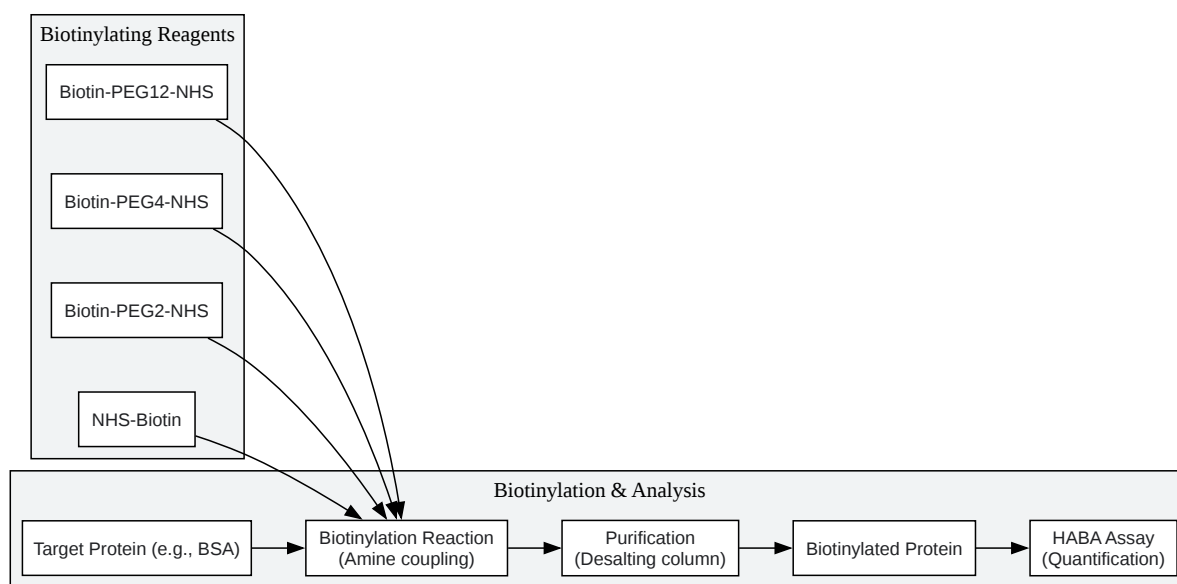 Biotinylating Reagents
Biotin-PEG12-NHS
Biotin-PEG4-NHS
Biotin-PEG2-NHS
NHS-Biotin
Biotinylation & Analysis
Target Protein (e.g., BSA)
Biotinylation Reaction
(Amine coupling)
Purification
(Desalting column)
Biotinylated Protein
HABA Assay
(Quantification)